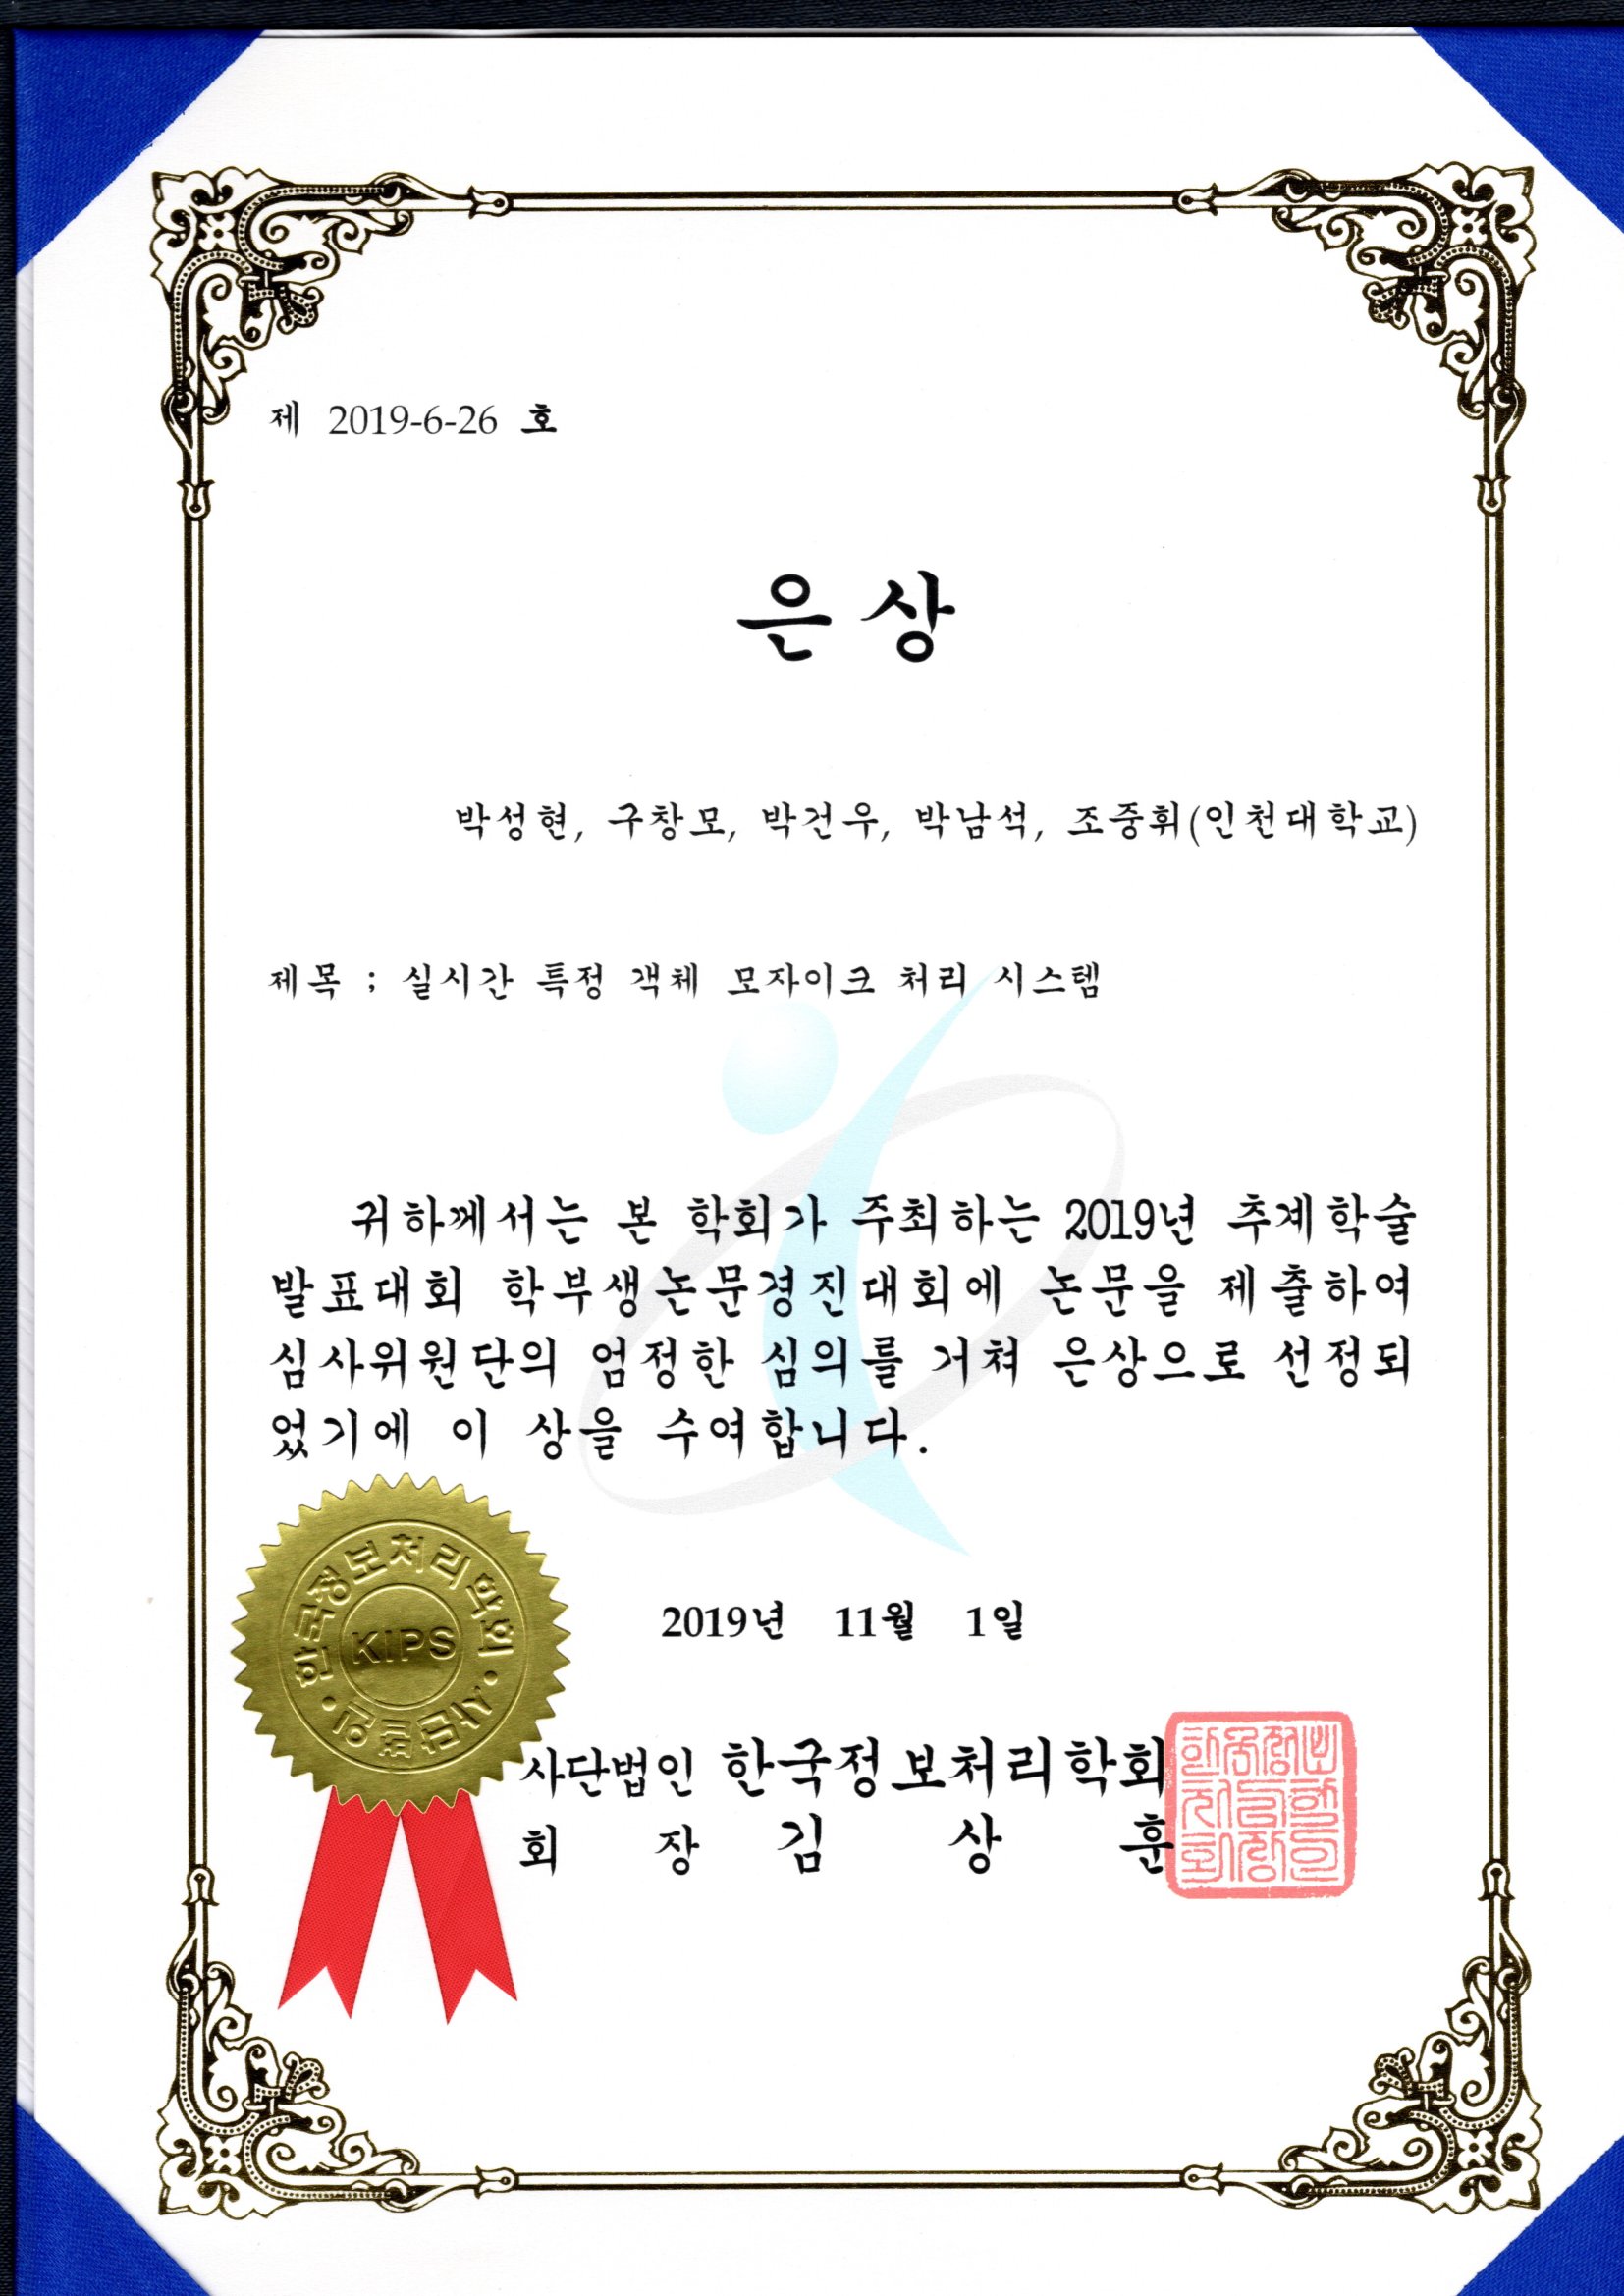 제 2019-6-26 호
은상
박성현, 구창모, 박건우, 박남석, 조중휘(인천대학교)
제목 ; 실시간 특정 객체 모자이크 처리 시스템
귀하께서는 본 학회가 주최하는 2019년 추계학술
발표대회 학부생논문경진대회에 논문을 제출하여
심사위원단의 엄정한 심의를 거쳐 은상으로 선정되
었기에 이 상을 수여합니다.
2019년 11월 1일
한국정보처리학회
KIPS
사단법인
사단법인 한국정보처리학회
회 장 김 상 훈